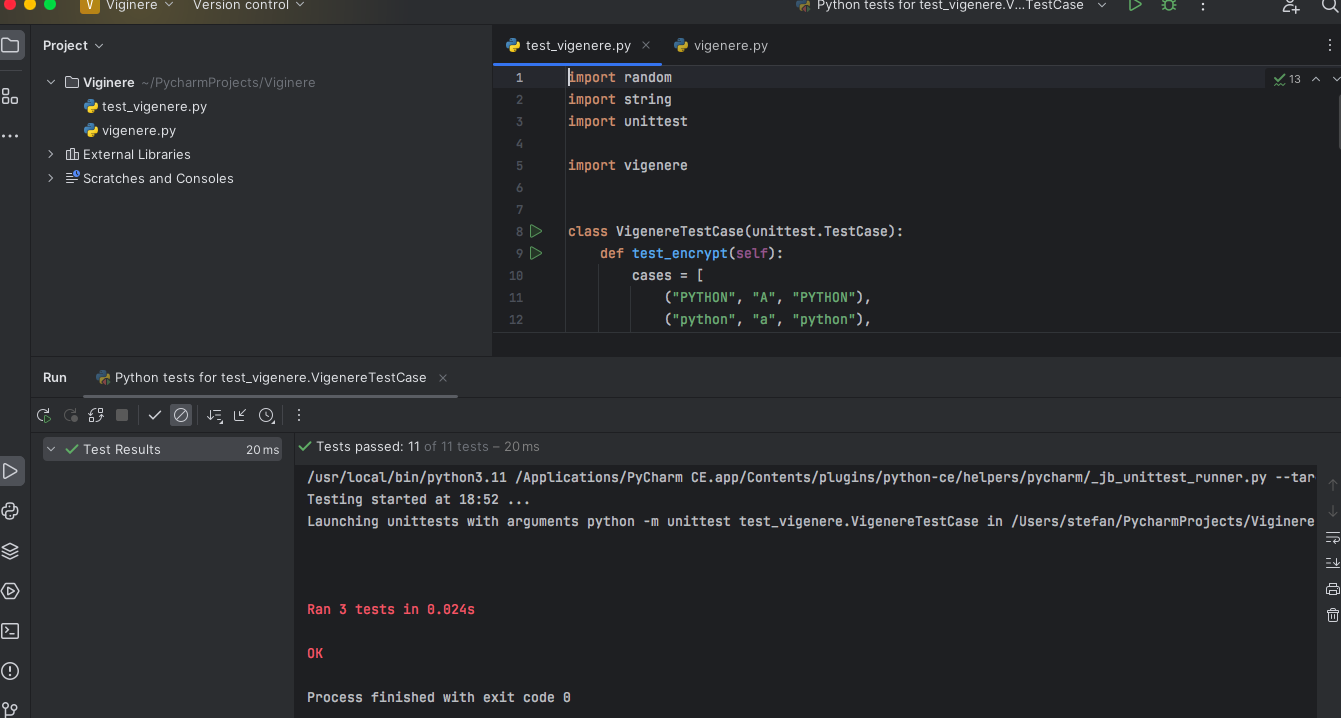 V Viginere Version control Python tests for test_vigenere.V...TestCase
Project
Viginere ~/PycharmProjects/Viginere
test_vigenere.py
vigenere.py
External Libraries
Scratches and Consoles
test_vigenere.py vigenere.py
13
1 import random
2 import string
3 import unittest
4
5 import vigenere
6
7
8 class VigenereTestCase(unittest.TestCase):
9 def test_encrypt(self):
10 cases = [
11 ("PYTHON", "A", "PYTHON"),
12 ("python", "a", "python"),
Run Python tests for test_vigenere.VigenereTestCase
Test Results 20 ms
Tests passed: 11 of 11 tests – 20 ms
/usr/local/bin/python3.11 /Applications/PyCharm CE.app/Contents/plugins/python-ce/helpers/pycharm/_jb_unittest_runner.py --tar
Testing started at 18:52 ...
Launching unittests with arguments python -m unittest test_vigenere.VigenereTestCase in /Users/stefan/PycharmProjects/Viginere
Ran 3 tests in 0.024s
OK
Process finished with exit code 0